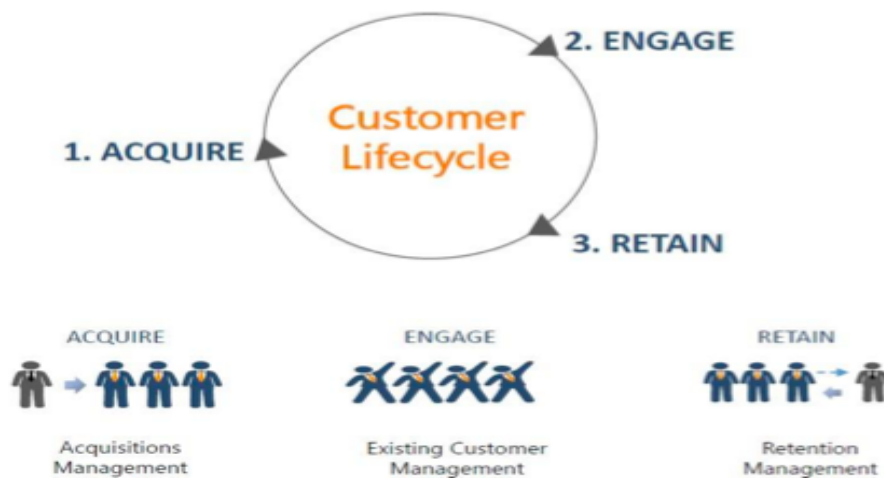 2. ENGAGE
Customer
Lifecycle
1. ACQUIRE
3. RETAIN
ACQUIRE
ENGAGE
RETAIN
Acquisitions
Management
Existing Customer
Management
Retention
Management